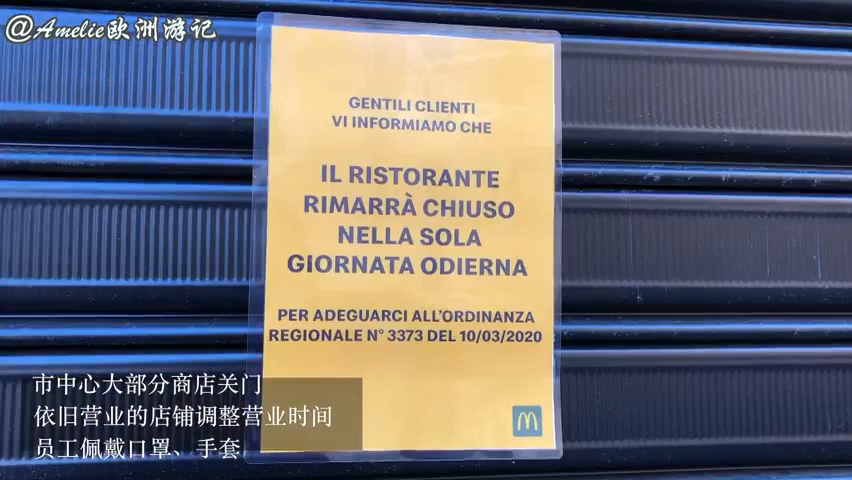 @Amelie欧洲游记
GENTILI CLIENTI
VI INFORMIAMO CHE
IL RISTORANTE
RIMARRÀ CHIUSO
NELLA SOLA
GIORNATA ODIERNA
PER ADEGUARCI ALL'ORDINANZA
REGIONALE N° 3373 DEL 10/03/2020
市中心大部分商店关门
依旧营业的店铺调整营业时间
员工佩戴口罩、手套